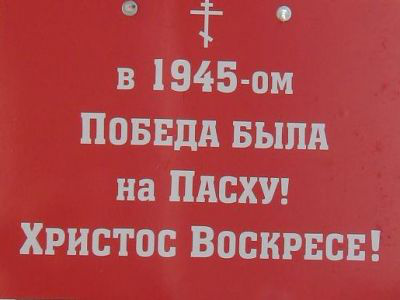 в 1945-ом
Победа была
на Пасху!
Христос Воскресе!